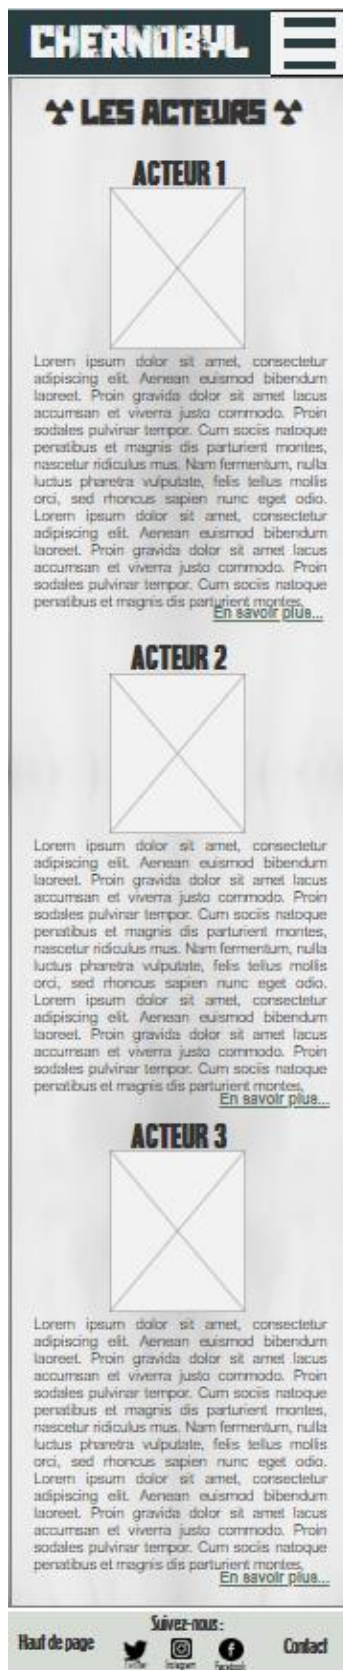 CHERNOBYL
LES ACTEURS
ACTEUR 1
Lorem ipsum dolor sit amet, consectetur
adipiscing elit. Aenean euismod bibendum
laoreet. Proin gravida dolor sit amet lacus
accumsan et viverra justo commodo. Proin
sodales pulvinar tempor. Cum sociis natoque
penatibus et magnis dis parturient montes,
nascetur ridiculus mus. Nam fermentum, nulla
luctus pharetra vulputate, felis tellus mollis
orci, sed rhoncus sapien nunc eget odio.
Lorem ipsum dolor sit amet, consectetur
adipiscing elit. Aenean euismod bibendum
laoreet. Proin gravida dolor sit amet lacus
accumsan et viverra justo commodo. Proin
sodales pulvinar tempor. Cum sociis natoque
penatibus et magnis dis parturient montes,
En savoir plus...
ACTEUR 2
Lorem ipsum dolor sit amet, consectetur
adipiscing elit. Aenean euismod bibendum
laoreet. Proin gravida dolor sit amet lacus
accumsan et viverra justo commodo. Proin
sodales pulvinar tempor. Cum sociis natoque
penatibus et magnis dis parturient montes,
nascetur ridiculus mus. Nam fermentum, nulla
luctus pharetra vulputate, felis tellus mollis
orci, sed rhoncus sapien nunc eget odio.
Lorem ipsum dolor sit amet, consectetur
adipiscing elit. Aenean euismod bibendum
laoreet. Proin gravida dolor sit amet lacus
accumsan et viverra justo commodo. Proin
sodales pulvinar tempor. Cum sociis natoque
penatibus et magnis dis parturient montes,
En savoir plus...
ACTEUR 3
Lorem ipsum dolor sit amet, consectetur
adipiscing elit. Aenean euismod bibendum
laoreet. Proin gravida dolor sit amet lacus
accumsan et viverra justo commodo. Proin
sodales pulvinar tempor. Cum sociis natoque
penatibus et magnis dis parturient montes,
nascetur ridiculus mus. Nam fermentum, nulla
luctus pharetra vulputate, felis tellus mollis
orci, sed rhoncus sapien nunc eget odio.
Lorem ipsum dolor sit amet, consectetur
adipiscing elit. Aenean euismod bibendum
laoreet. Proin gravida dolor sit amet lacus
accumsan et viverra justo commodo. Proin
sodales pulvinar tempor. Cum sociis natoque
penatibus et magnis dis parturient montes,
En savoir plus...
Suivez-nous :
Haut de page
Contact
Twitter
Instagram
Facebook